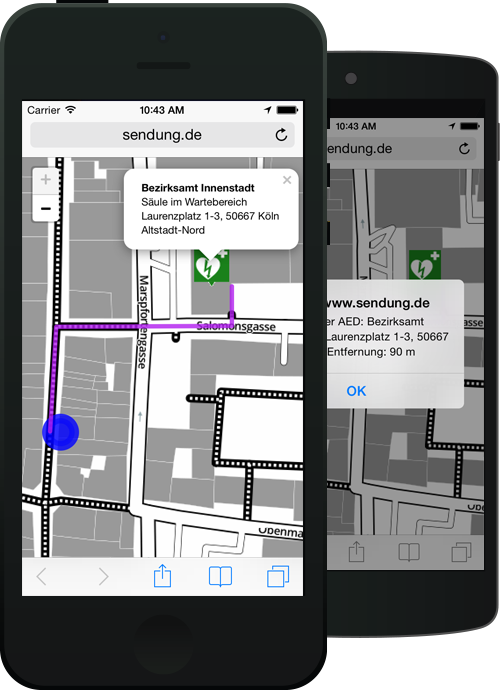 Carrier 10:43 AM
sendung.de
Bezirksamt Innenstadt
Säule im Wartebereich
Laurenzplatz 1-3, 50667 Köln
Altstadt-Nord
Marspfortengasse
Salomonsgasse
Obenma
10:43 AM
endung.de
www.sendung.de
er AED: Bezirksamt
Laurenzplatz 1-3, 50667
Entfernung: 90 m
OK